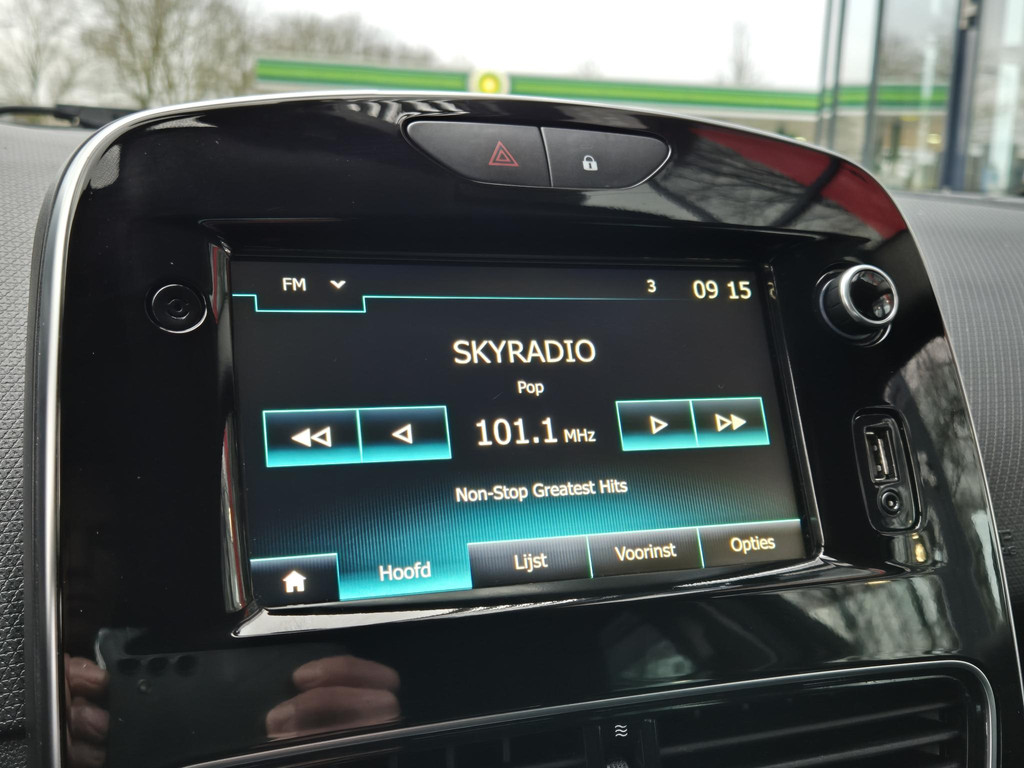 FM
3
09 15
SKYRADIO
Pop
101.1 MHz
Non-Stop Greatest Hits
Hoofd
Lijst
Voorinst
Opties